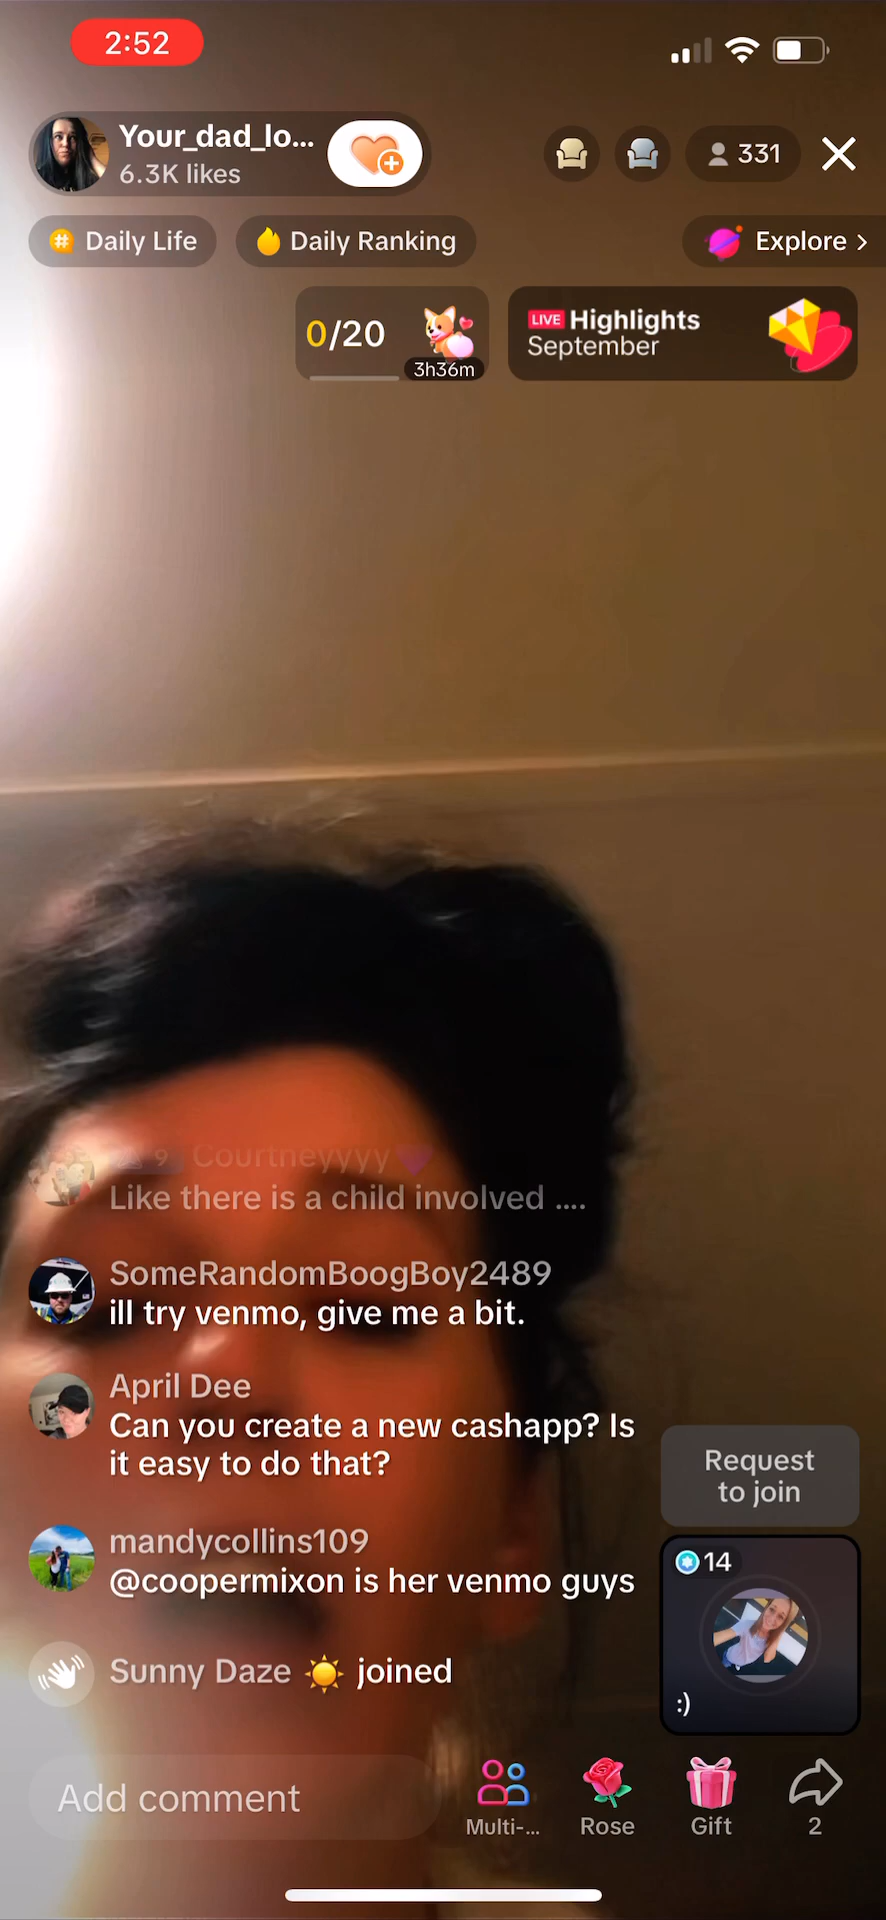 2:52
Your_dad_lo...
6.3K likes
331
Daily Life
Daily Ranking
Explore >
0/20
3h36m
LIVE Highlights
September
9 Courtneyyyy
Like there is a child involved ....
SomeRandomBoogBoy2489
ill try venmo, give me a bit.
April Dee
Can you create a new cashapp? Is
it easy to do that?
mandycollins109
@coopermixon is her venmo guys
Sunny Daze ☀️ joined
Request
to join
14
:)
Add comment
Multi-...
Rose
Gift
2